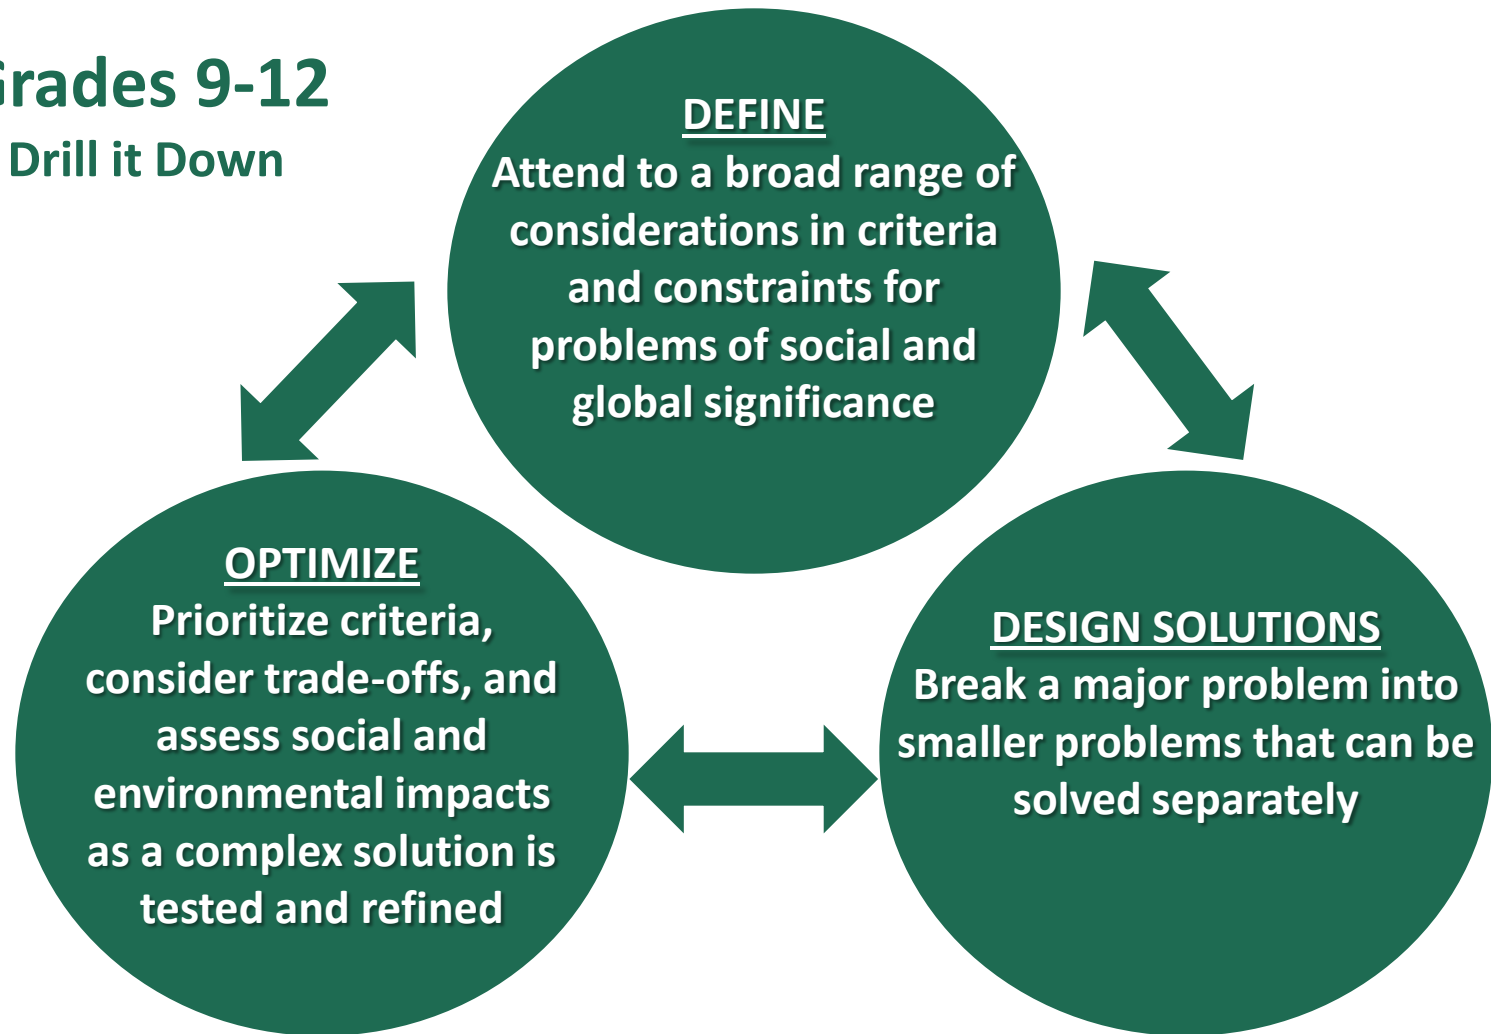 Grades 9-12
Drill it Down
DEFINE
Attend to a broad range of
considerations in criteria
and constraints for
problems of social and
global significance
OPTIMIZE
Prioritize criteria,
consider trade-offs, and
assess social and
environmental impacts
as a complex solution is
tested and refined
DESIGN SOLUTIONS
Break a major problem into
smaller problems that can be
solved separately